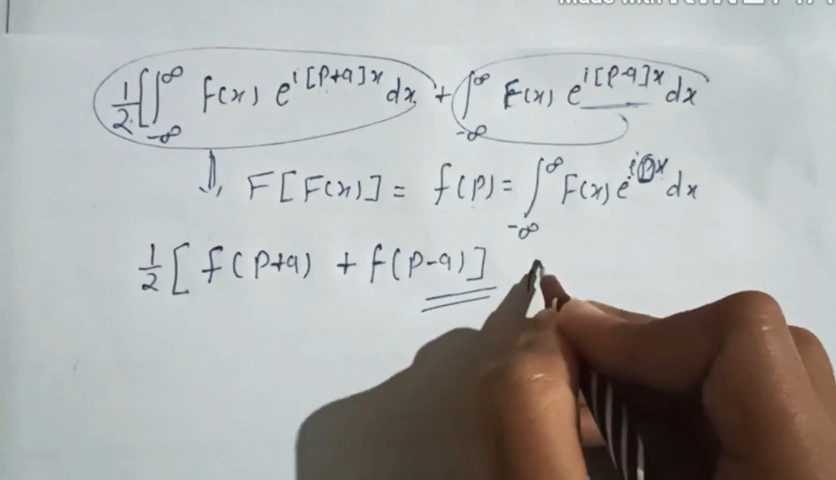 1/2 [∫_{-∞}^{∞} F(x) e^{i[P+a]x} dx + ∫_{-∞}^{∞} F(x) e^{i[P-a]x} dx
⇓, F[F(x)] = f(P) = ∫_{-∞}^{∞} F(x) e^{iPx} dx
1/2 [f(P+a) + f(P-a)]